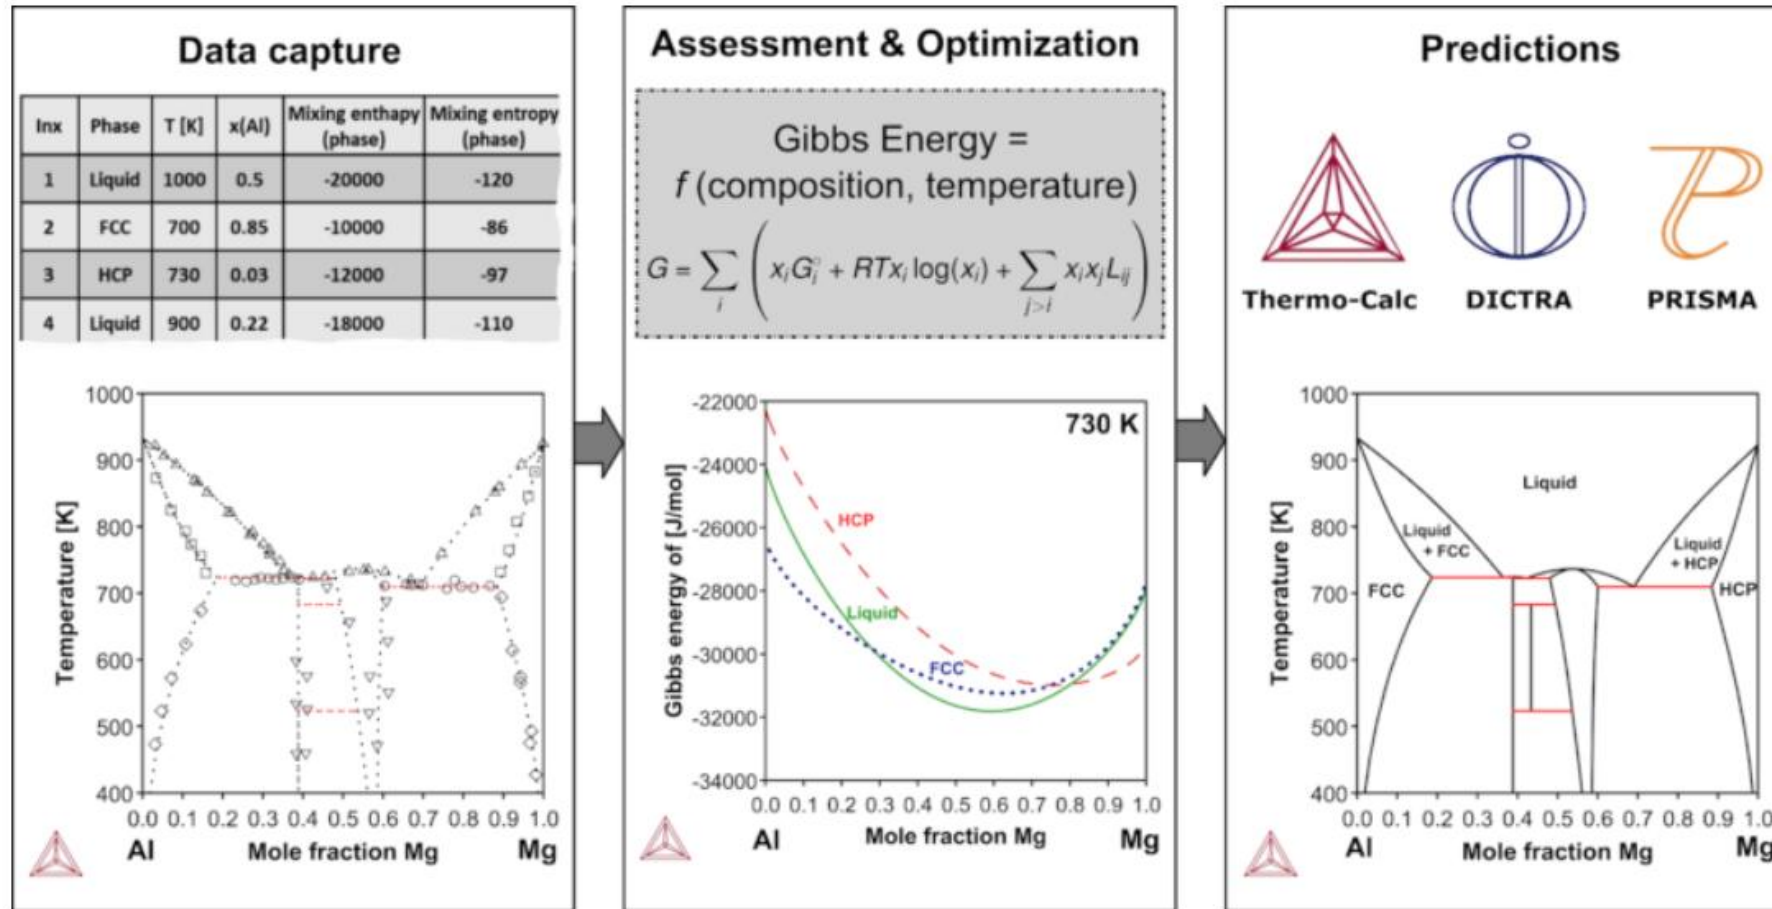 Data capture
Inx Phase T [K] x(Al) Mixing enthapy (phase) Mixing entropy (phase)
1 Liquid 1000 0.5 -20000 -120
2 FCC 700 0.85 -10000 -86
3 HCP 730 0.03 -12000 -97
4 Liquid 900 0.22 -18000 -110
1000
900
800
700
600
500
400
Temperature [K]
0.0 0.1 0.2 0.3 0.4 0.5 0.6 0.7 0.8 0.9 1.0
Al Mole fraction Mg Mg
Assessment & Optimization
Gibbs Energy =
f (composition, temperature)
G = ∑i ( xiGi° + RTxi log(xi) + ∑j>i xixjLij )
-22000
-24000
-26000
-28000
-30000
-32000
-34000
Gibbs energy of [J/mol]
730 K
HCP
Liquid
FCC
0.0 0.1 0.2 0.3 0.4 0.5 0.6 0.7 0.8 0.9 1.0
Al Mole fraction Mg Mg
Predictions
Thermo-Calc DICTRA PRISMA
1000
900
800
700
600
500
400
Temperature [K]
Liquid
Liquid
+ FCC
Liquid
+ HCP
FCC
HCP
0.0 0.1 0.2 0.3 0.4 0.5 0.6 0.7 0.8 0.9 1.0
Al Mole fraction Mg Mg